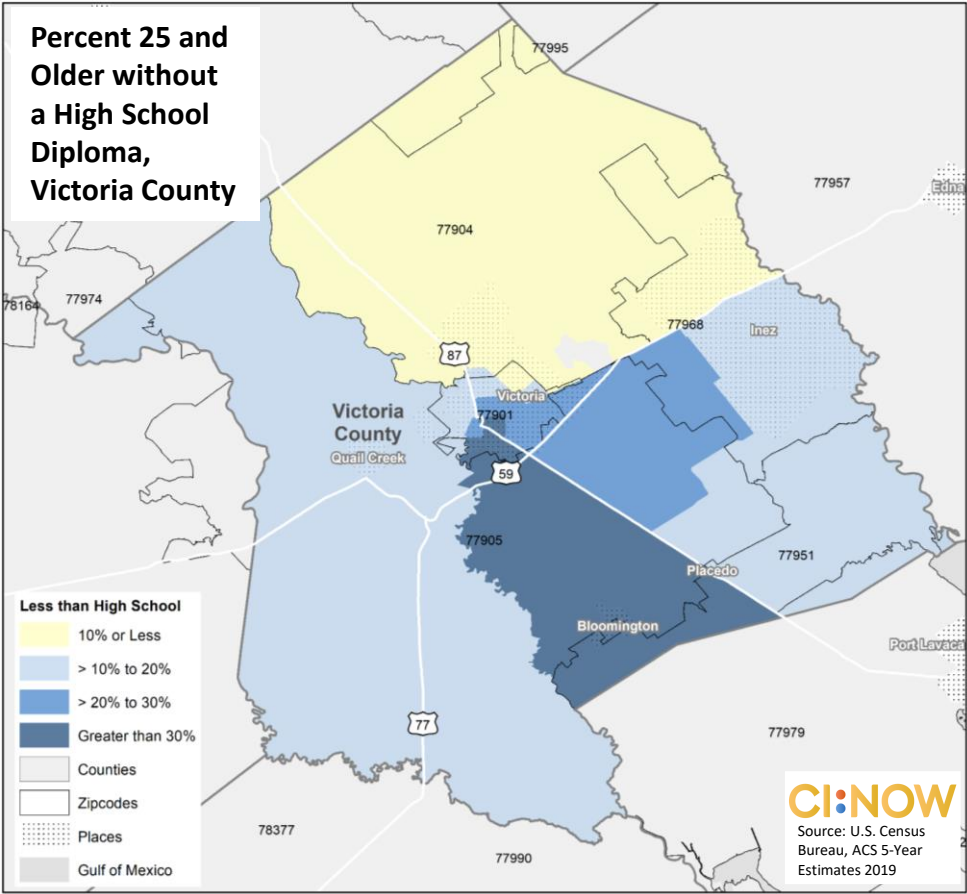 Percent 25 and
Older without
a High School
Diploma,
Victoria County
77995
77957
Edna
77904
77974
78164
77968
Inez
87
Victoria
77901
Victoria
County
Quail Creek
59
77905
77951
Placedo
Bloomington
Port Lavaca
77
77979
78377
77990
Less than High School
10% or Less
> 10% to 20%
> 20% to 30%
Greater than 30%
Counties
Zipcodes
Places
Gulf of Mexico
CI:NOW
Source: U.S. Census
Bureau, ACS 5-Year
Estimates 2019